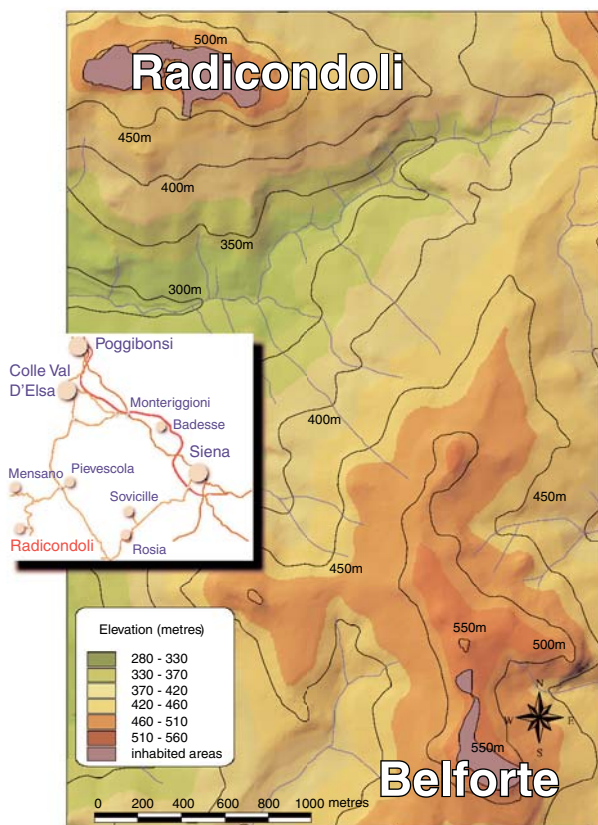 500m
Radicondoli
450m
400m
350m
300m
Poggibonsi
Colle Val
D'Elsa
Monteriggioni
Badesse
Siena
Mensano
Pievescola
Sovicille
Radicondoli
Rosia
400m
450m
450m
Elevation (metres)
280 - 330
330 - 370
370 - 420
420 - 460
460 - 510
510 - 560
inhabited areas
550m
500m
N
W
E
S
550m
Belforte
0 200 400 600 800 1000 metres